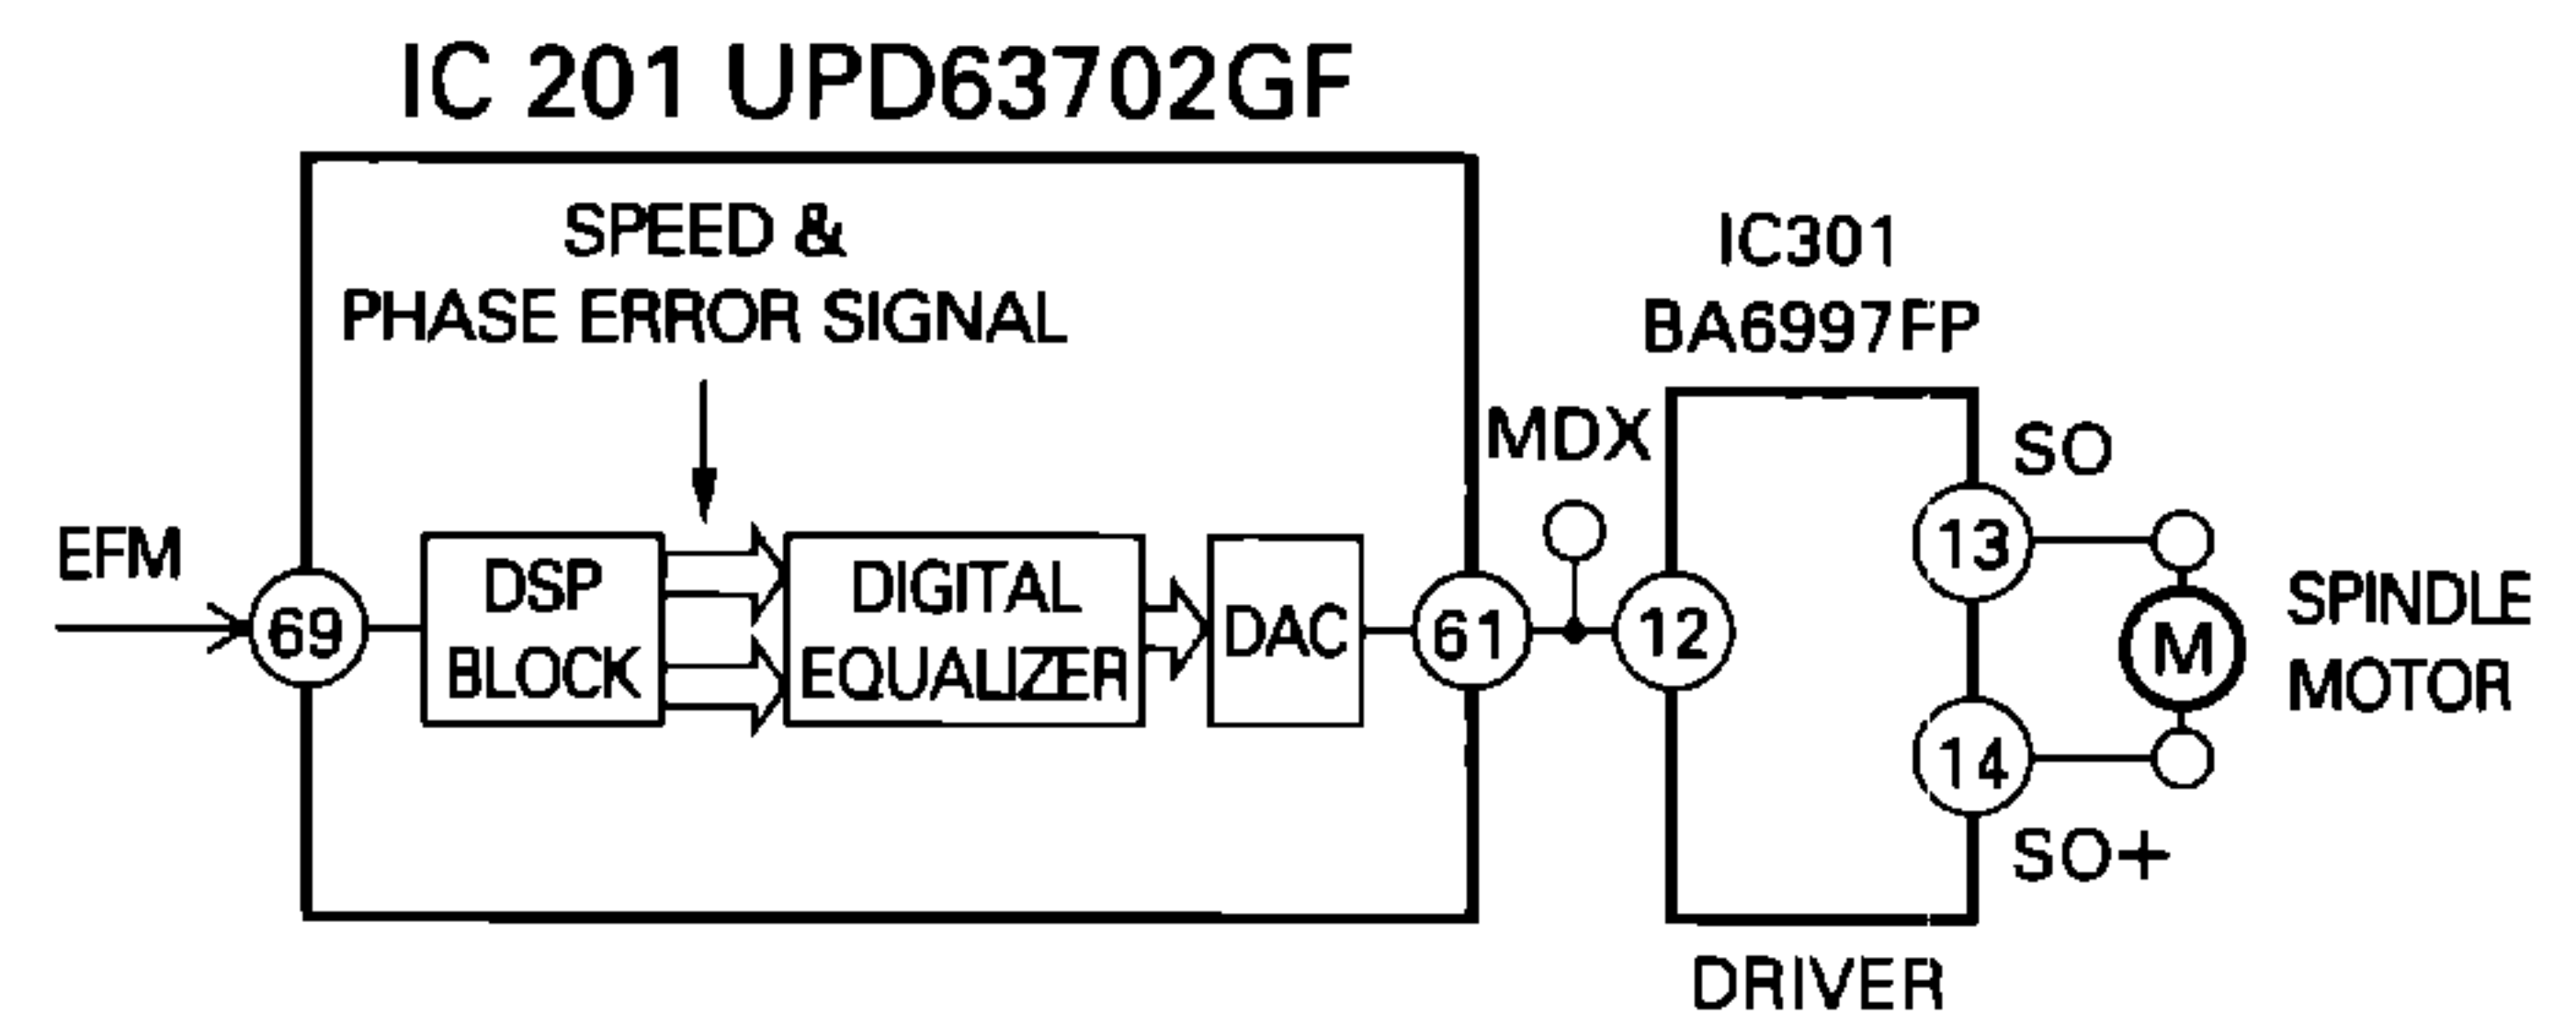 IC 201 UPD63702GF
SPEED &
PHASE ERROR SIGNAL
IC301
BA6997FP
MDX
SO
EFM
69
DSP
BLOCK
DIGITAL
EQUALIZER
DAC
61
12
13
14
M
SPINDLE
MOTOR
SO+
DRIVER